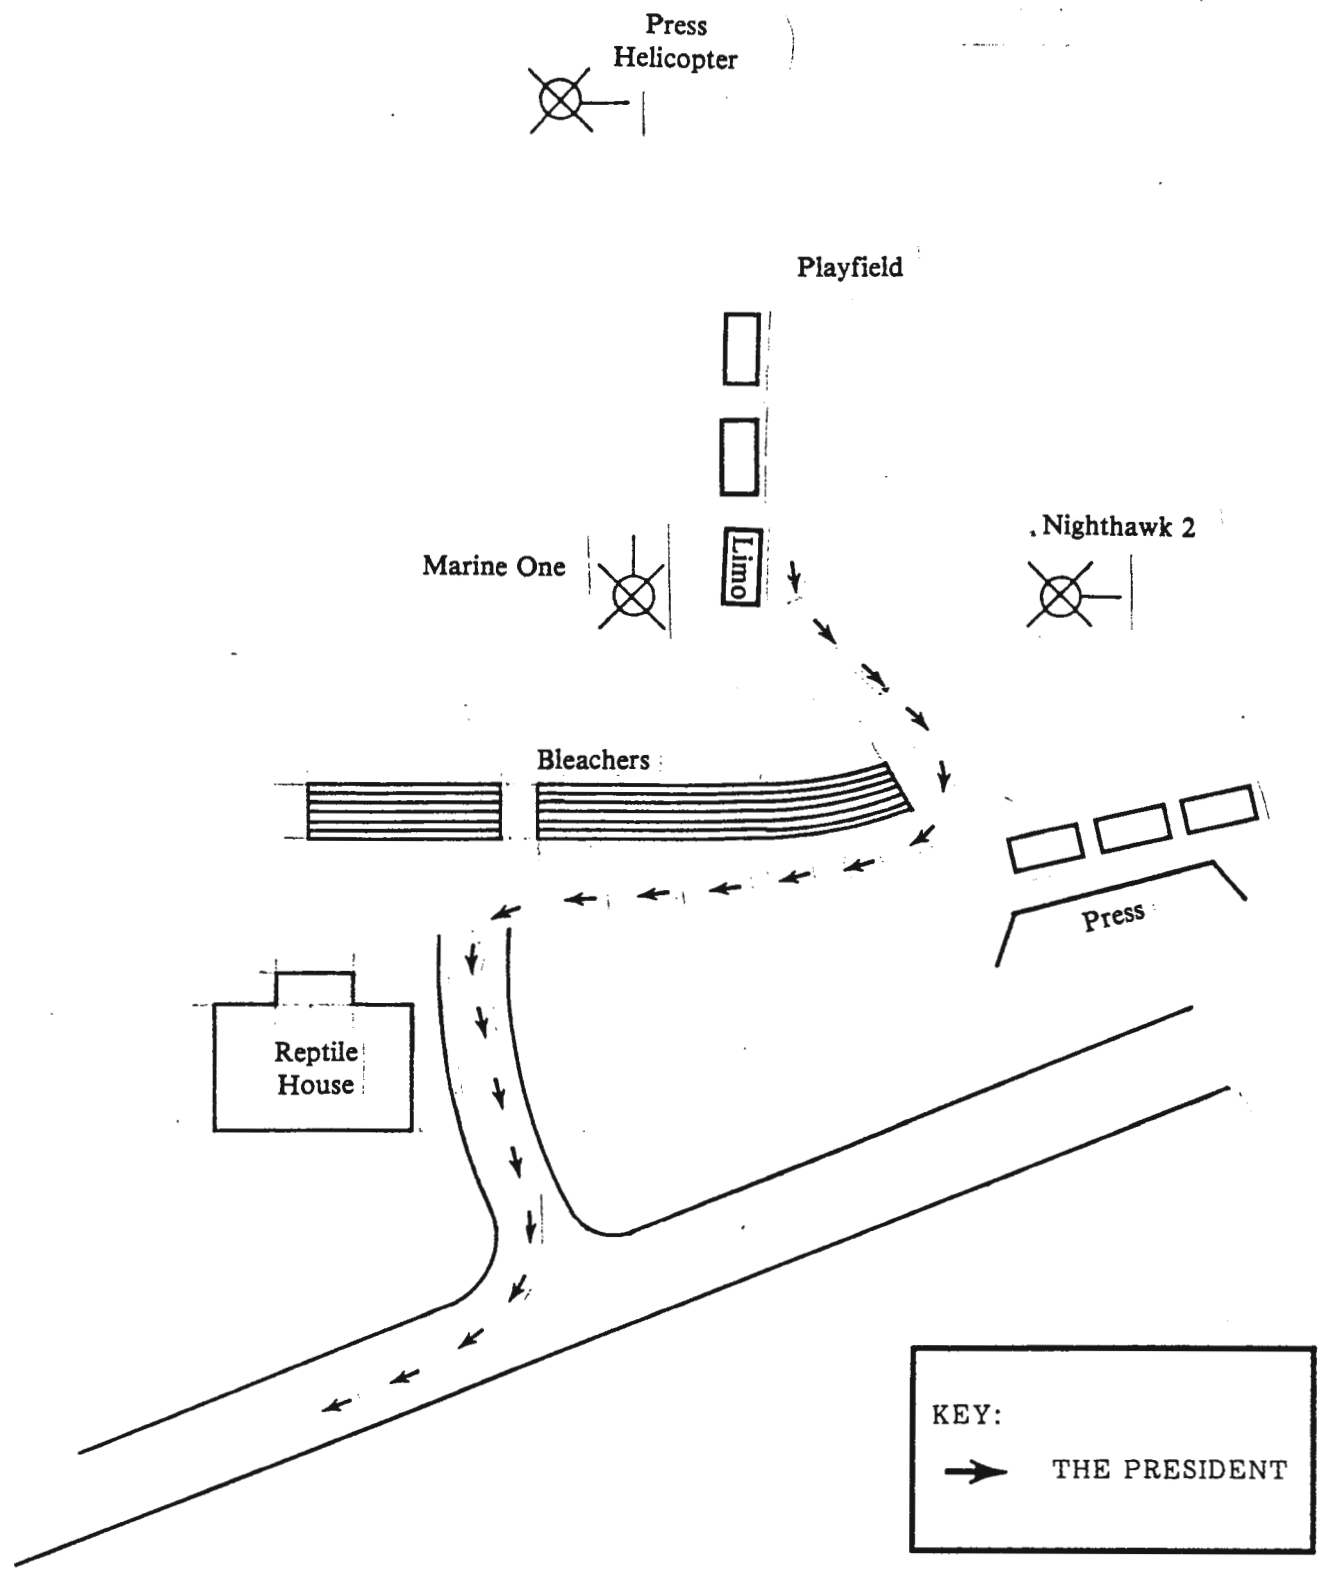 Press
Helicopter
Playfield
Limo
Nighthawk 2
Marine One
Bleachers
Press
Reptile
House
KEY:
THE PRESIDENT